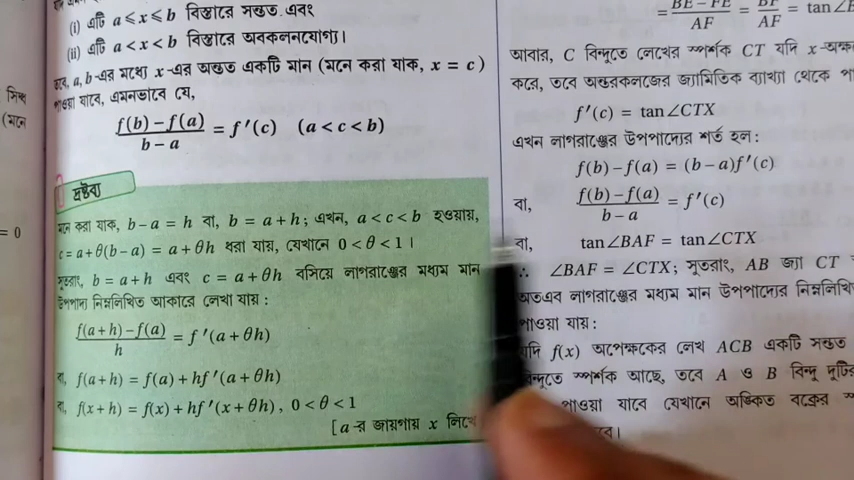 (i) এটি a ⩽ x ⩽ b বিস্তারে সন্তত এবং
(ii) এটি a < x < b বিস্তারে অবকলনযোগ্য।
তবে, a, b-এর মধ্যে x-এর অন্তত একটি মান (মনে করা যাক, x = c)
পাওয়া যাবে, এমনভাবে যে,
f(b) − f(a) / b − a = f′(c) (a < c < b)
দ্রষ্টব্য
মনে করা যাক, b − a = h বা, b = a + h; এখন, a < c < b হওয়ায়,
c = a + θ(b − a) = a + θh ধরা যায়, যেখানে 0 < θ < 1।
সুতরাং, b = a + h এবং c = a + θh বসিয়ে লাগরাঞ্জের মধ্যম মান
উপপাদ্য নিম্নলিখিত আকারে লেখা যায় :
f(a + h) − f(a) / h = f′(a + θh)
বা, f(a + h) = f(a) + hf′(a + θh)
বা, f(x + h) = f(x) + hf′(x + θh), 0 < θ < 1
[a-র জায়গায় x লিখে
= BE − FE / AF = BF / AF = tan∠
আবার, C বিন্দুতে লেখের স্পর্শক CT যদি x-অক্ষ
করে, তবে অন্তরকলজের জ্যামিতিক ব্যাখ্যা থেকে
f′(c) = tan∠CTX
এখন লাগরাঞ্জের উপপাদ্যের শর্ত হল:
f(b) − f(a) = (b − a)f′(c)
বা, f(b) − f(a) / b − a = f′(c)
বা, tan∠BAF = tan∠CTX
∴ ∠BAF = ∠CTX; সুতরাং, AB জ্যা CT
অতএব লাগরাঞ্জের মধ্যম মান উপপাদ্যের
পাওয়া যায় :
যদি f(x) অপেক্ষকের লেখ ACB একটি সন্তত
বিন্দুতে স্পর্শক আছে, তবে A ও B বিন্দু দুটির
পাওয়া যাবে যেখানে অঙ্কিত বক্রের
(মনে
= 0